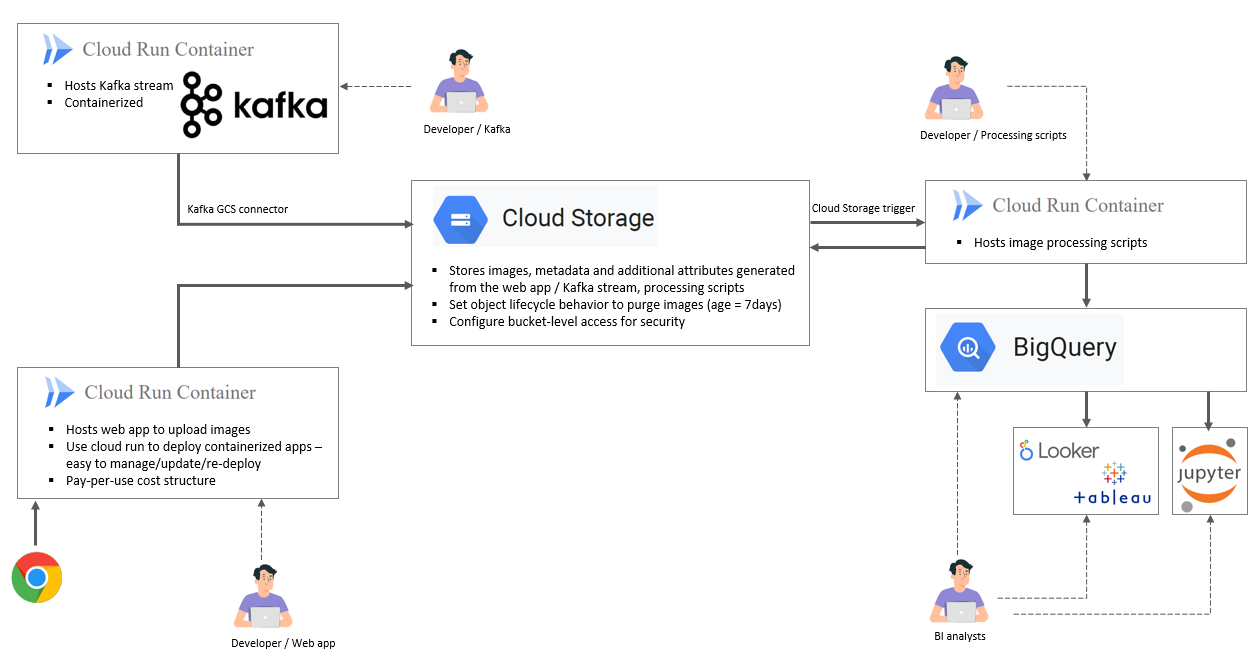 Cloud Run Container
▪ Hosts Kafka stream
▪ Containerized
kafka
Developer / Kafka
Developer / Processing scripts
Kafka GCS connector
Cloud Storage
▪ Stores images, metadata and additional attributes generated
from the web app / Kafka stream, processing scripts
▪ Set object lifecycle behavior to purge images (age = 7days)
▪ Configure bucket-level access for security
Cloud Storage trigger
Cloud Run Container
▪ Hosts image processing scripts
BigQuery
Looker
+ableau
jupyter
Cloud Run Container
▪ Hosts web app to upload images
▪ Use cloud run to deploy containerized apps –
easy to manage/update/re-deploy
▪ Pay-per-use cost structure
Developer / Web app
BI analysts